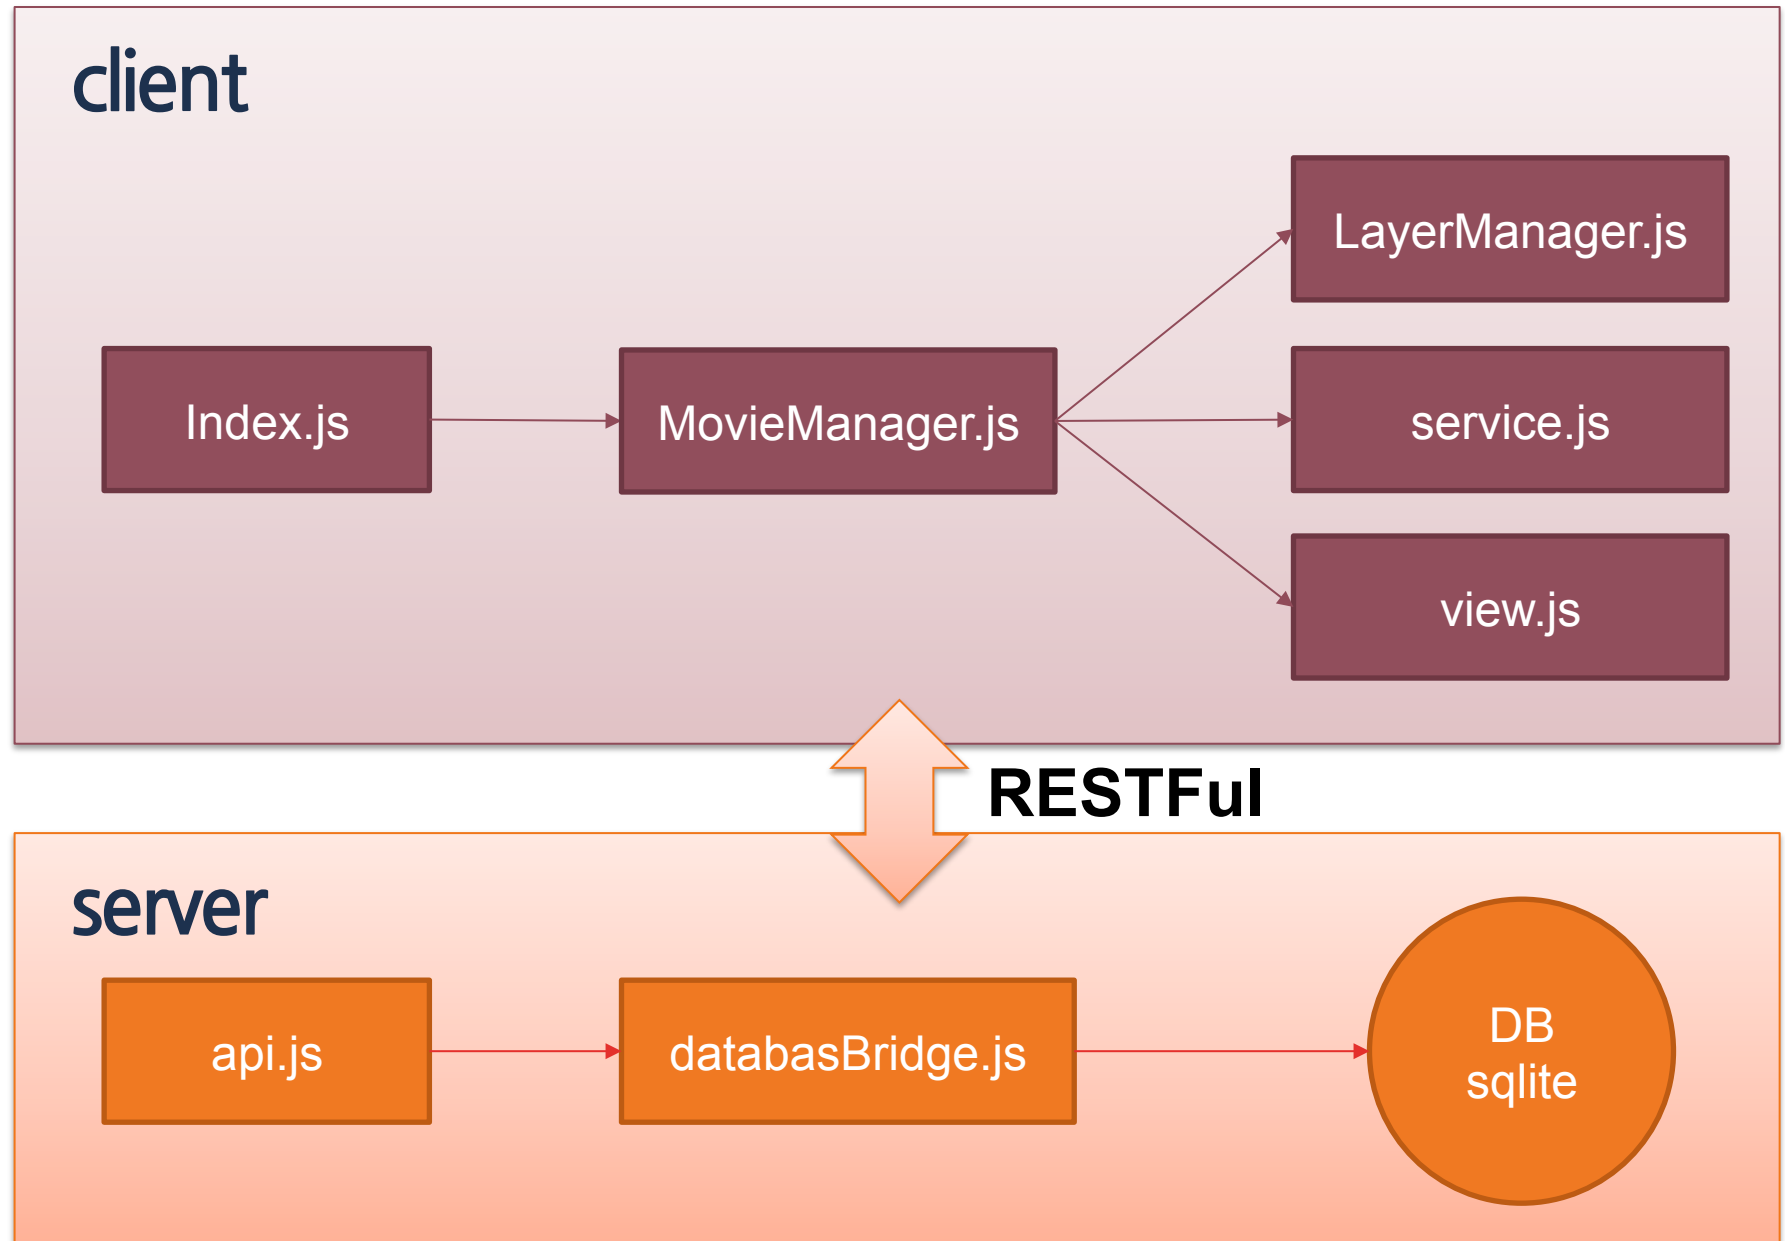 client
LayerManager.js
Index.js
MovieManager.js
service.js
view.js
RESTFul
server
api.js
databasBridge.js
DB
sqlite